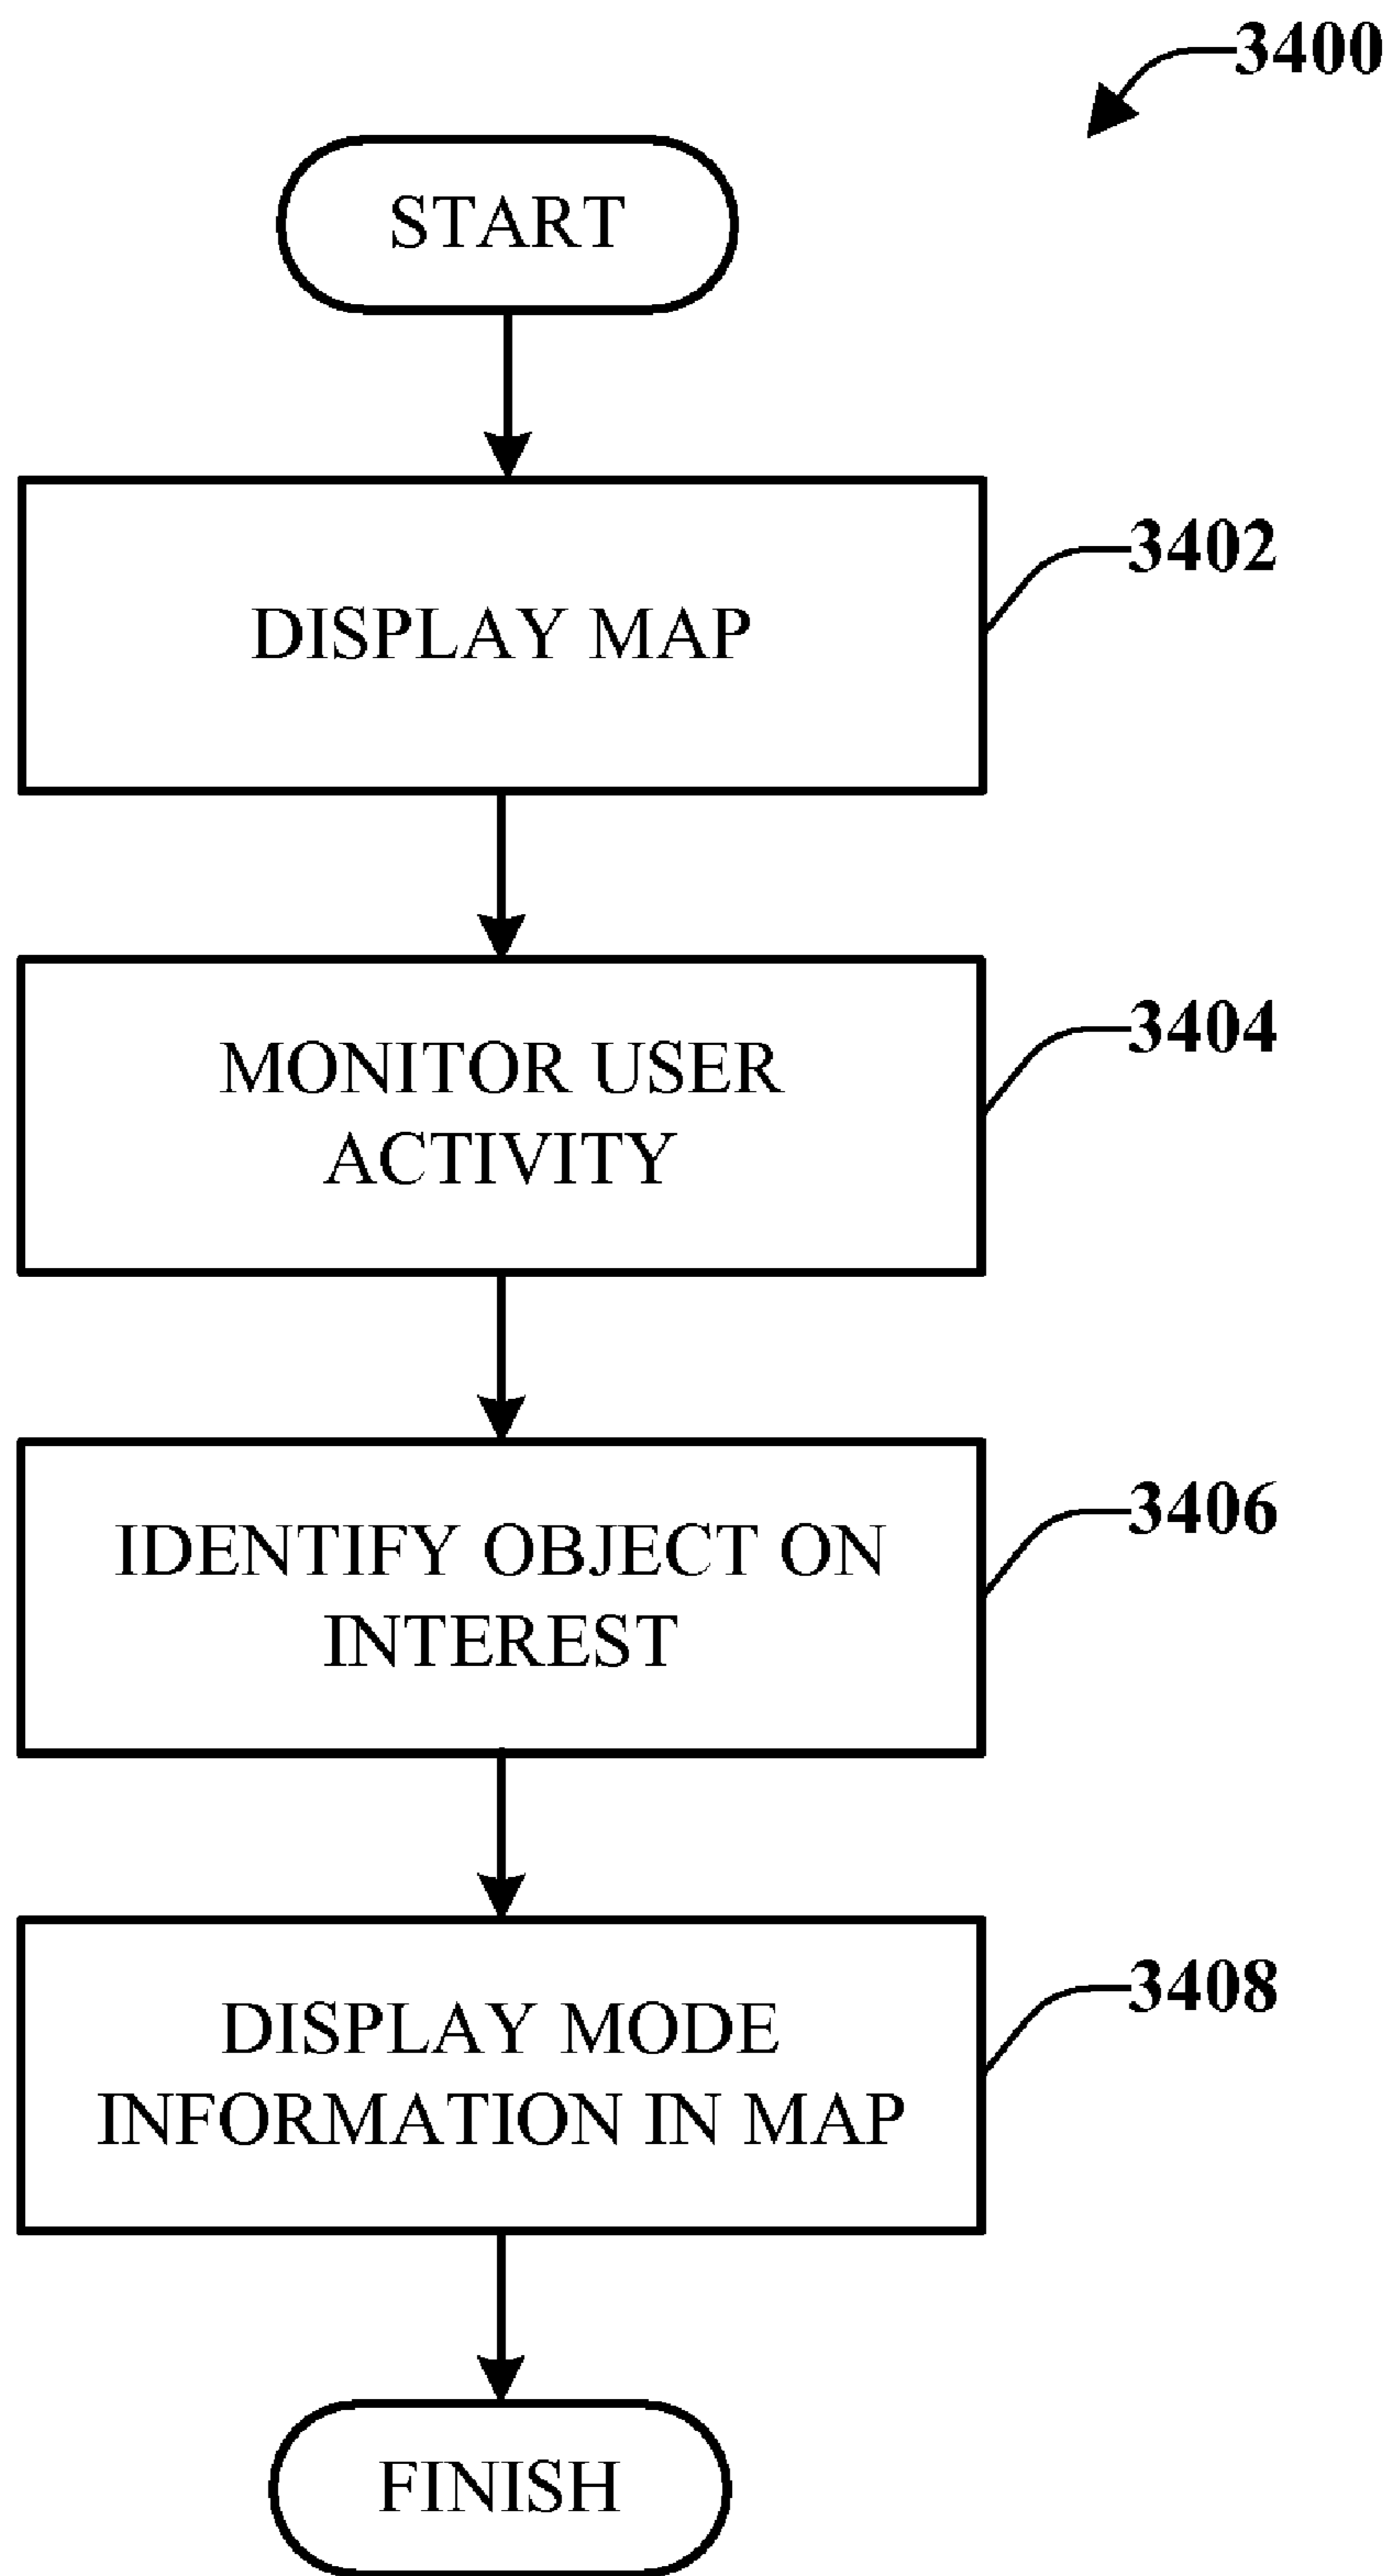 3400
START
DISPLAY MAP
3402
MONITOR USER
ACTIVITY
3404
IDENTIFY OBJECT ON
INTEREST
3406
DISPLAY MODE
INFORMATION IN MAP
3408
FINISH